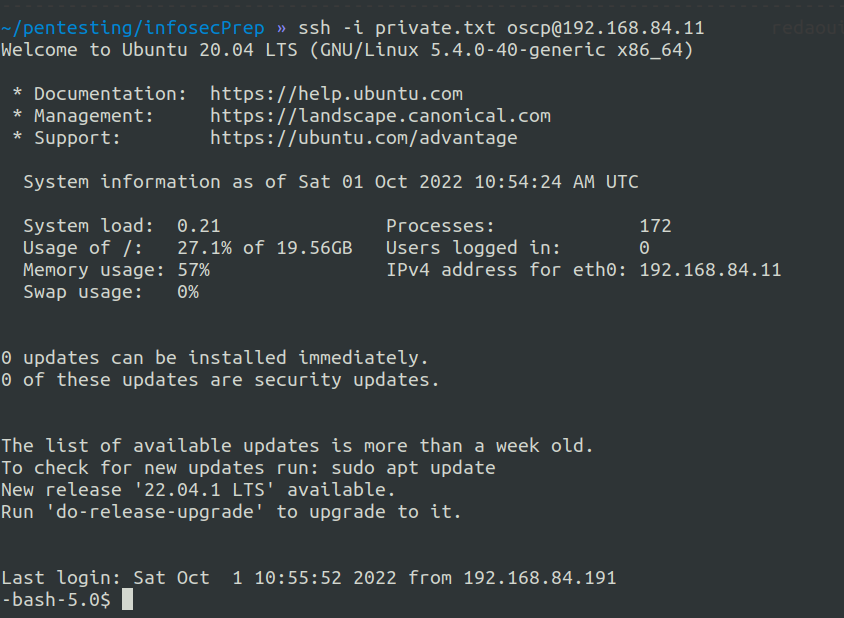 ~/pentesting/infosecPrep » ssh -i private.txt oscp@192.168.84.11 redaoui
Welcome to Ubuntu 20.04 LTS (GNU/Linux 5.4.0-40-generic x86_64)
* Documentation: https://help.ubuntu.com
* Management: https://landscape.canonical.com
* Support: https://ubuntu.com/advantage
System information as of Sat 01 Oct 2022 10:54:24 AM UTC
System load: 0.21 Processes: 172
Usage of /: 27.1% of 19.56GB Users logged in: 0
Memory usage: 57% IPv4 address for eth0: 192.168.84.11
Swap usage: 0%
0 updates can be installed immediately.
0 of these updates are security updates.
The list of available updates is more than a week old.
To check for new updates run: sudo apt update
New release '22.04.1 LTS' available.
Run 'do-release-upgrade' to upgrade to it.
Last login: Sat Oct 1 10:55:52 2022 from 192.168.84.191
-bash-5.0$